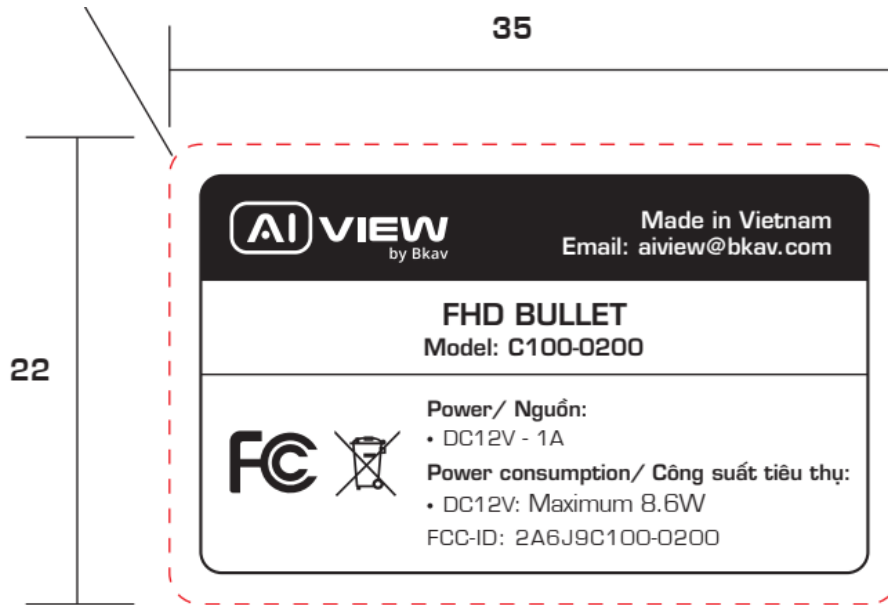 35
22
AI VIEW
by Bkav
Made in Vietnam
Email: aiview@bkav.com
FHD BULLET
Model: C100-0200
FC
Power/ Nguồn:
• DC12V - 1A
Power consumption/ Công suất tiêu thụ:
• DC12V: Maximum 8.6W
FCC-ID: 2A6J9C100-0200